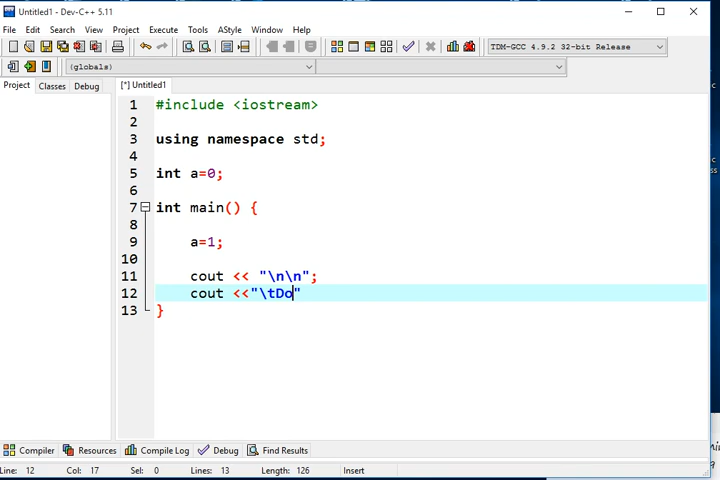 Untitled1 - Dev-C++ 5.11
File Edit Search View Project Execute Tools AStyle Window Help
TDM-GCC 4.9.2 32-bit Release
(globals)
Project Classes Debug [*] Untitled1
1 #include <iostream>
2
3 using namespace std;
4
5 int a=0;
6
7 int main() {
8
9 a=1;
10
11 cout << "\n\n";
12 cout <<"\tDo"
13 }
Compiler Resources Compile Log Debug Find Results
Line: 12 Col: 17 Sel: 0 Lines: 13 Length: 126 Insert